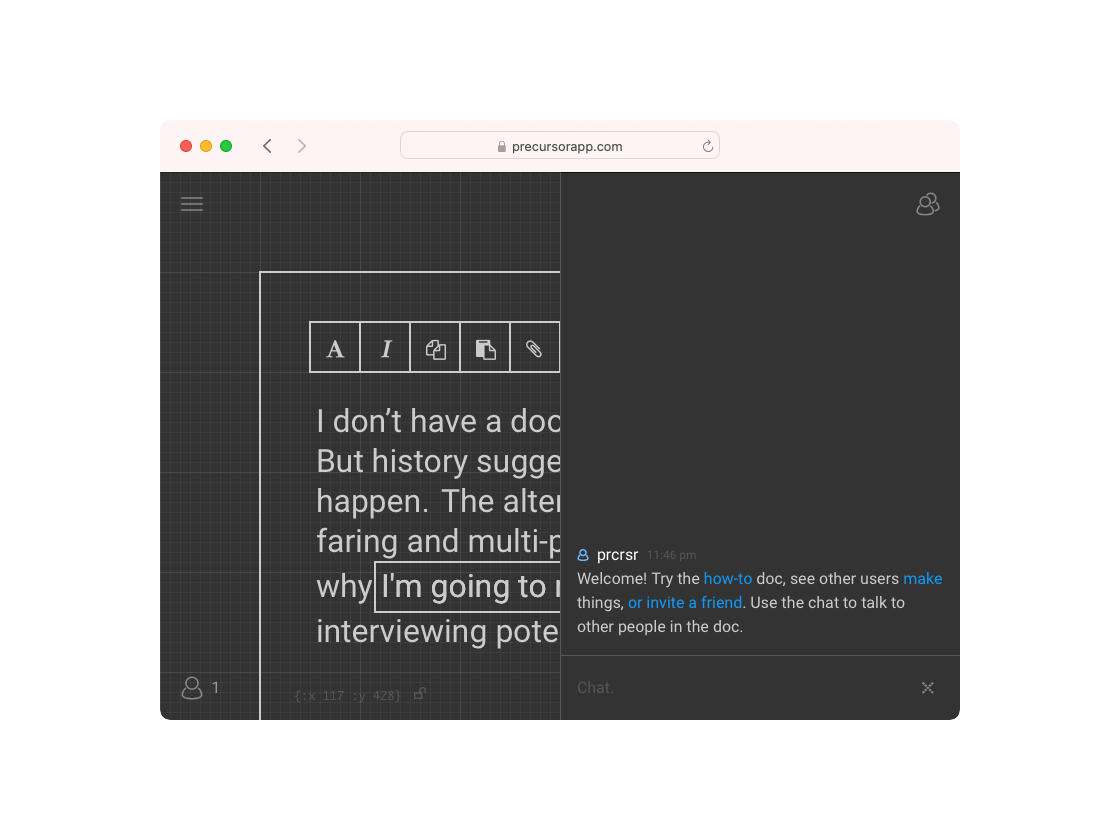 precursorapp.com
A I
I don’t have a doc
But history sugge
happen. The alter
faring and multi-p
why I'm going to
interviewing pote
1
{:x 117 :y 428}
prcrsr 11:46 pm
Welcome! Try the how-to doc, see other users make
things, or invite a friend. Use the chat to talk to
other people in the doc.
Chat.